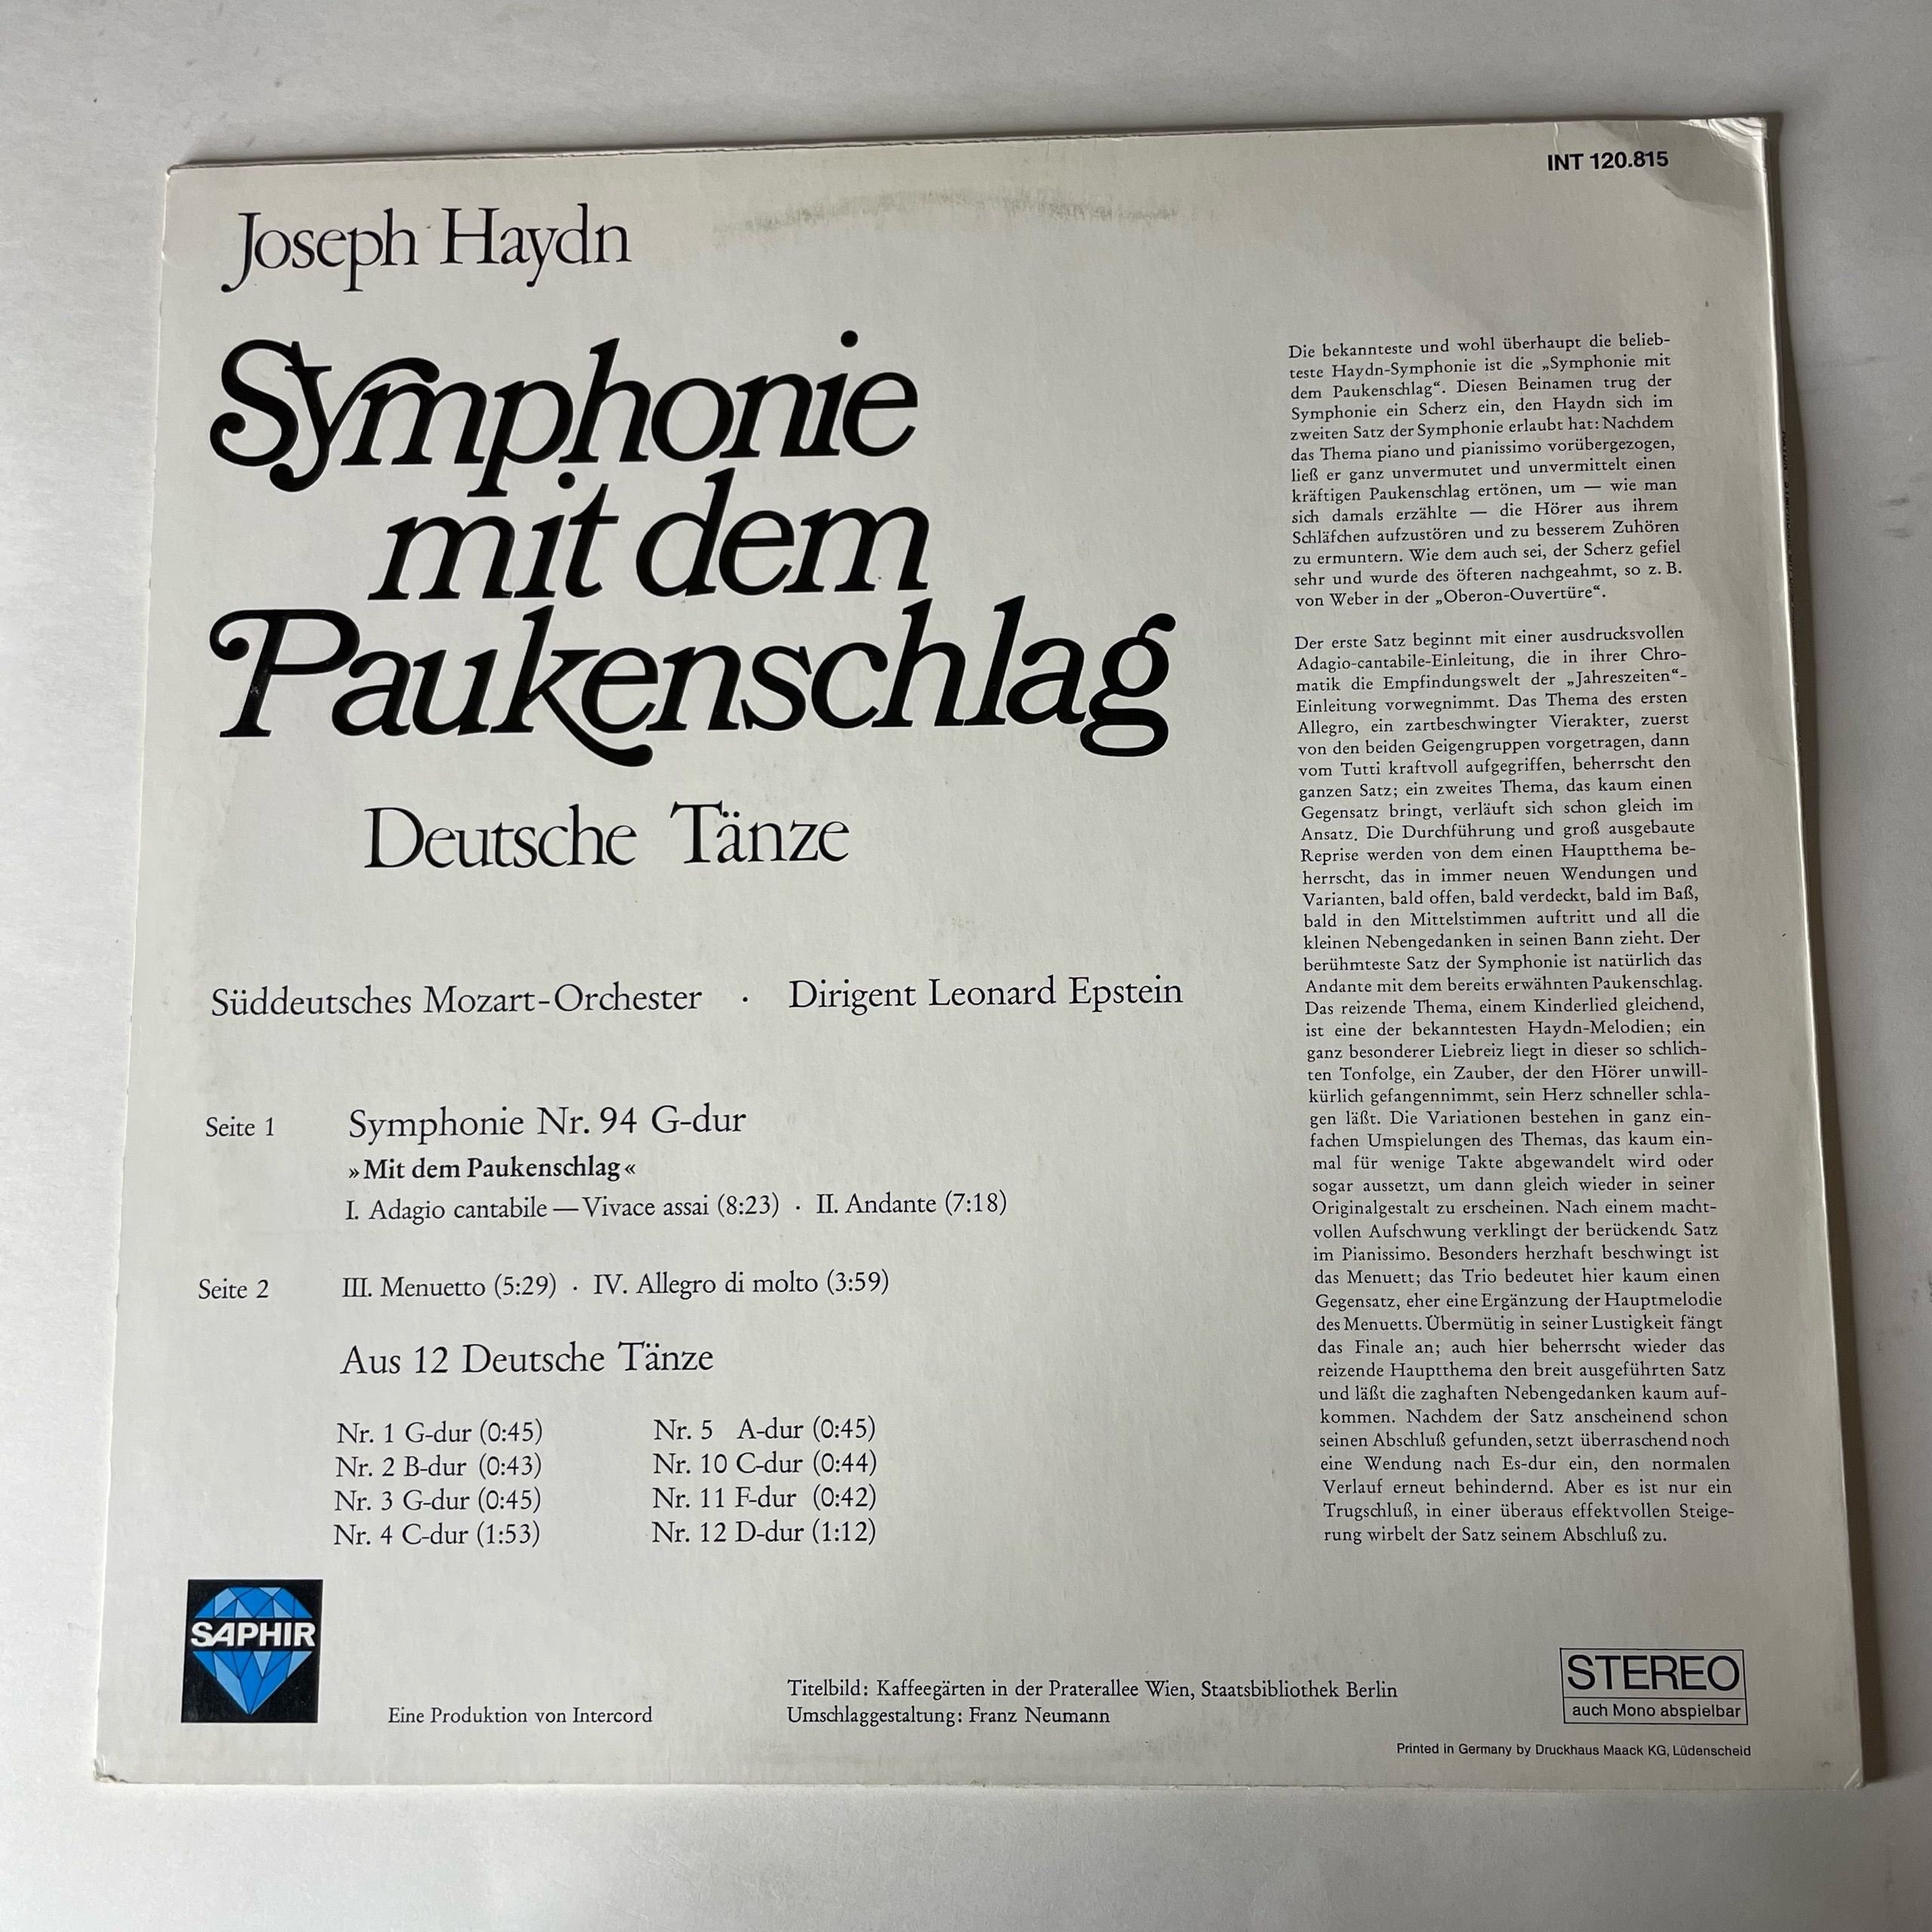 INT 120.815
Joseph Haydn
Symphonie
mit dem
Paukenschlag
Deutsche Tänze
Süddeutsches Mozart-Orchester · Dirigent Leonard Epstein
Seite 1 Symphonie Nr. 94 G-dur
»Mit dem Paukenschlag«
I. Adagio cantabile — Vivace assai (8:23) · II. Andante (7:18)
Seite 2 III. Menuetto (5:29) · IV. Allegro di molto (3:59)
Aus 12 Deutsche Tänze
Nr. 1 G-dur (0:45) Nr. 5 A-dur (0:45)
Nr. 2 B-dur (0:43) Nr. 10 C-dur (0:44)
Nr. 3 G-dur (0:45) Nr. 11 F-dur (0:42)
Nr. 4 C-dur (1:53) Nr. 12 D-dur (1:12)
Die bekannteste und wohl überhaupt die belieb-
teste Haydn-Symphonie ist die „Symphonie mit
dem Paukenschlag“. Diesen Beinamen trug der
Symphonie ein Scherz ein, den Haydn sich im
zweiten Satz der Symphonie erlaubt hat: Nachdem
das Thema piano und pianissimo vorübergezogen,
ließ er ganz unvermutet und unvermittelt einen
kräftigen Paukenschlag ertönen, um — wie man
sich damals erzählte — die Hörer aus ihrem
Schläfchen aufzustören und zu besserem Zuhören
zu ermuntern. Wie dem auch sei, der Scherz gefiel
sehr und wurde des öfteren nachgeahmt, so z. B.
von Weber in der „Oberon-Ouvertüre“.
Der erste Satz beginnt mit einer ausdrucksvollen
Adagio-cantabile-Einleitung, die in ihrer Chro-
matik die Empfindungswelt der „Jahreszeiten“-
Einleitung vorwegnimmt. Das Thema des ersten
Allegro, ein zartbeschwingter Vierakter, zuerst
von den beiden Geigengruppen vorgetragen, dann
vom Tutti kraftvoll aufgegriffen, beherrscht den
ganzen Satz; ein zweites Thema, das kaum einen
Gegensatz bringt, verläuft sich schon gleich im
Ansatz. Die Durchführung und groß ausgebaute
Reprise werden von dem einen Hauptthema be-
herrscht, das in immer neuen Wendungen und
Varianten, bald offen, bald verdeckt, bald im Baß,
bald in den Mittelstimmen auftritt und all die
kleinen Nebengedanken in seinen Bann zieht. Der
berühmteste Satz der Symphonie ist natürlich das
Andante mit dem bereits erwähnten Paukenschlag.
Das reizende Thema, einem Kinderlied gleichend,
ist eine der bekanntesten Haydn-Melodien; ein
ganz besonderer Liebreiz liegt in dieser so schlich-
ten Tonfolge, ein Zauber, der den Hörer unwill-
kürlich gefangennimmt, sein Herz schneller schla-
gen läßt. Die Variationen bestehen in ganz ein-
fachen Umspielungen des Themas, das kaum ein-
mal für wenige Takte abgewandelt wird oder
sogar aussetzt, um dann gleich wieder in seiner
Originalgestalt zu erscheinen. Nach einem macht-
vollen Aufschwung verklingt der berückende Satz
im Pianissimo. Besonders herzhaft beschwingt ist
das Menuett; das Trio bedeutet hier kaum einen
Gegensatz, eher eine Ergänzung der Hauptmelodie
des Menuetts. Übermütig in seiner Lustigkeit fängt
das Finale an; auch hier beherrscht wieder das
reizende Hauptthema den breit ausgeführten Satz
und läßt die zaghaften Nebengedanken kaum auf-
kommen. Nachdem der Satz anscheinend schon
seinen Abschluß gefunden, setzt überraschend noch
eine Wendung nach Es-dur ein, den normalen
Verlauf erneut behindernd. Aber es ist nur ein
Trugschluß, in einer überaus effektvollen Steige-
rung wirbelt der Satz seinem Abschluß zu.
SAPHIR
Eine Produktion von Intercord
Titelbild: Kaffeegärten in der Praterallee Wien, Staatsbibliothek Berlin
Umschlaggestaltung: Franz Neumann
STEREO
auch Mono abspielbar
Printed in Germany by Druckhaus Maack KG, Lüdenscheid